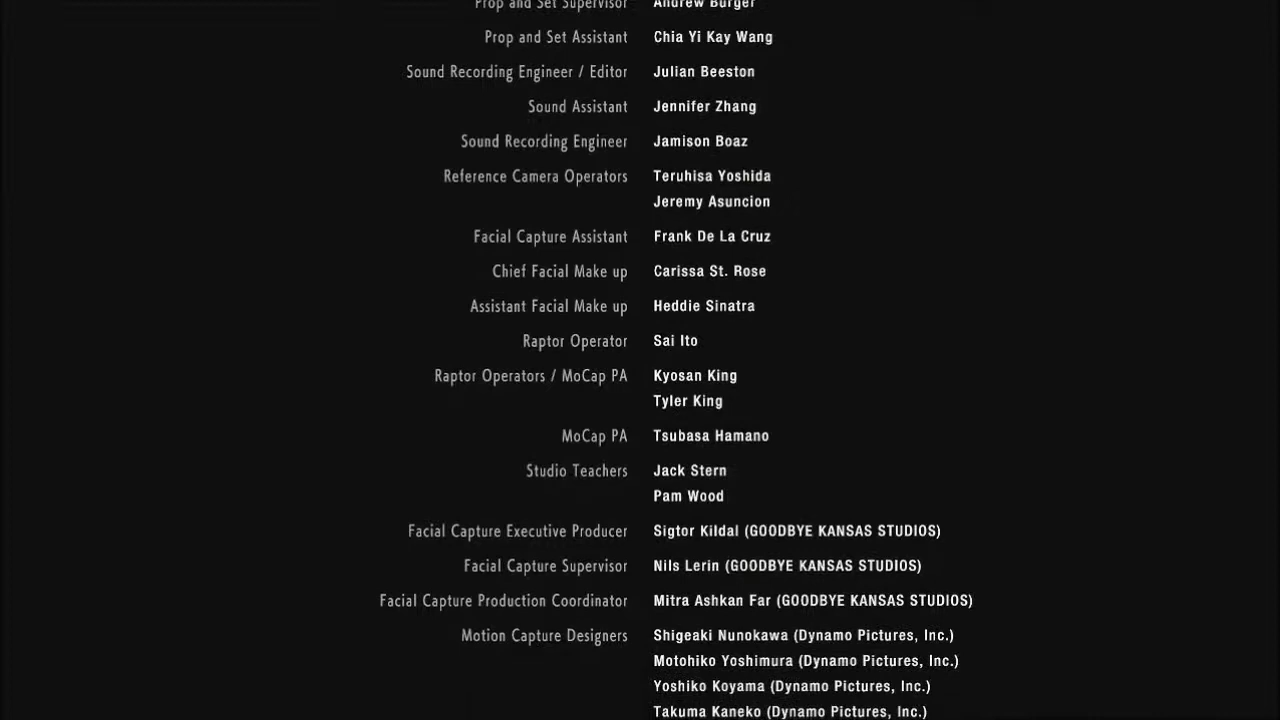 Prop and Set Supervisor Andrew Burger
Prop and Set Assistant Chia Yi Kay Wang
Sound Recording Engineer / Editor Julian Beeston
Sound Assistant Jennifer Zhang
Sound Recording Engineer Jamison Boaz
Reference Camera Operators Teruhisa Yoshida
Jeremy Asuncion
Facial Capture Assistant Frank De La Cruz
Chief Facial Make up Carissa St. Rose
Assistant Facial Make up Heddie Sinatra
Raptor Operator Sai Ito
Raptor Operators / MoCap PA Kyosan King
Tyler King
MoCap PA Tsubasa Hamano
Studio Teachers Jack Stern
Pam Wood
Facial Capture Executive Producer Sigtor Kildal (GOODBYE KANSAS STUDIOS)
Facial Capture Supervisor Nils Lerin (GOODBYE KANSAS STUDIOS)
Facial Capture Production Coordinator Mitra Ashkan Far (GOODBYE KANSAS STUDIOS)
Motion Capture Designers Shigeaki Nunokawa (Dynamo Pictures, Inc.)
Motohiko Yoshimura (Dynamo Pictures, Inc.)
Yoshiko Koyama (Dynamo Pictures, Inc.)
Takuma Kaneko (Dynamo Pictures, Inc.)